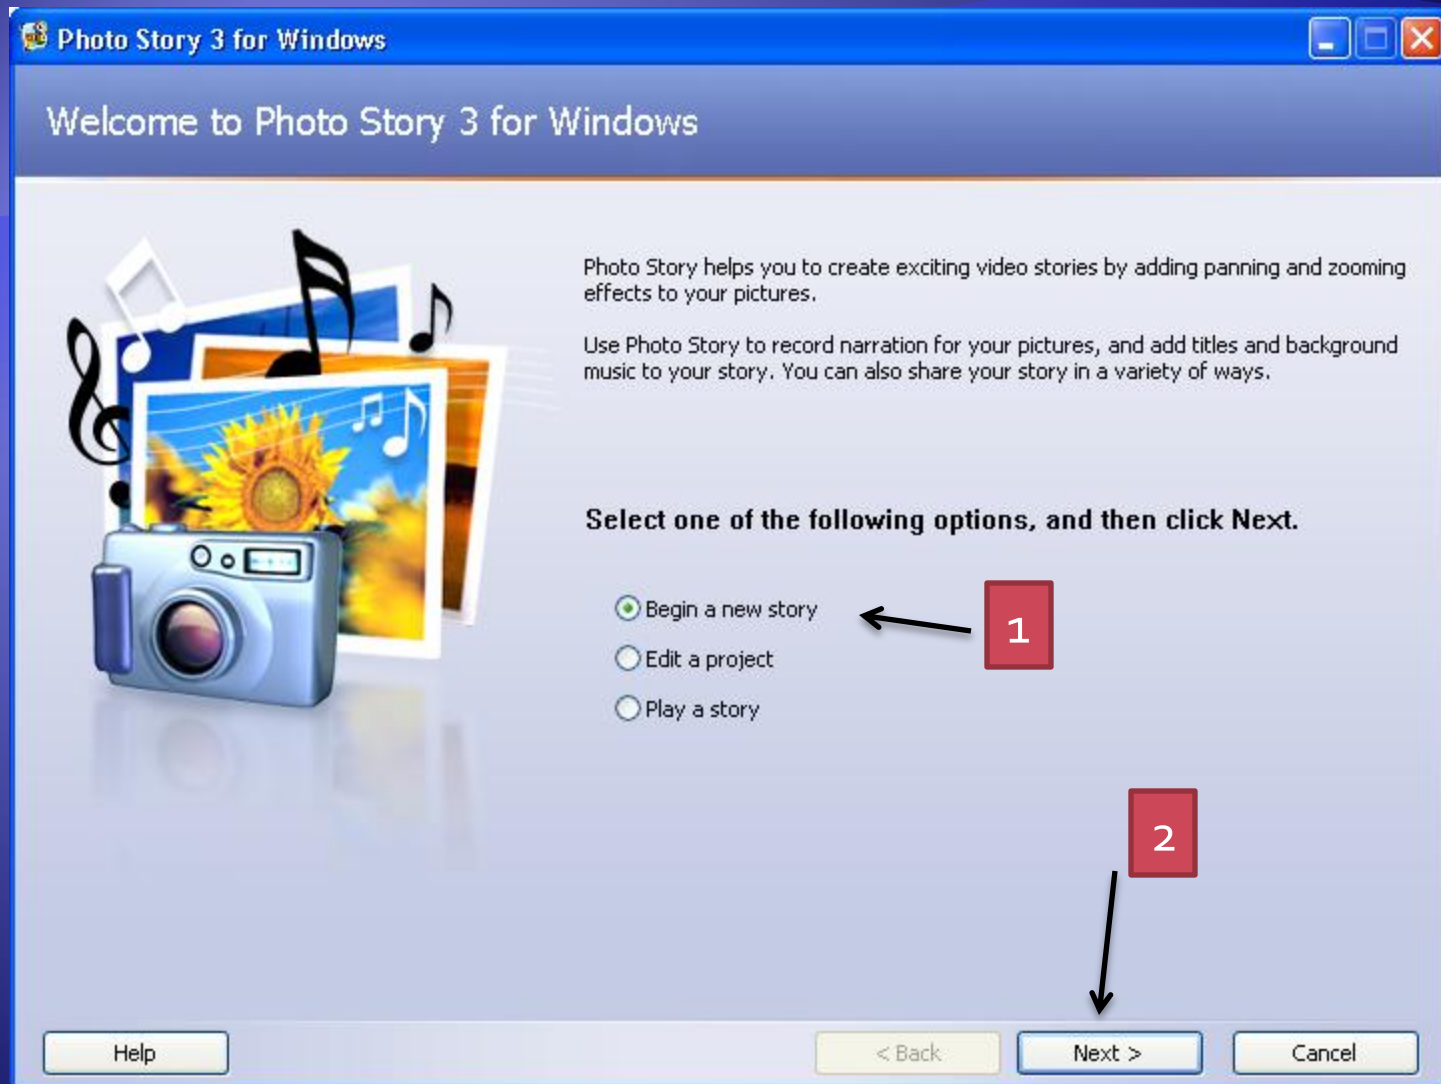 Photo Story 3 for Windows
Welcome to Photo Story 3 for Windows
Photo Story helps you to create exciting video stories by adding panning and zooming
effects to your pictures.
Use Photo Story to record narration for your pictures, and add titles and background
music to your story. You can also share your story in a variety of ways.
Select one of the following options, and then click Next.
Begin a new story
1
Edit a project
Play a story
2
Help
< Back
Next >
Cancel